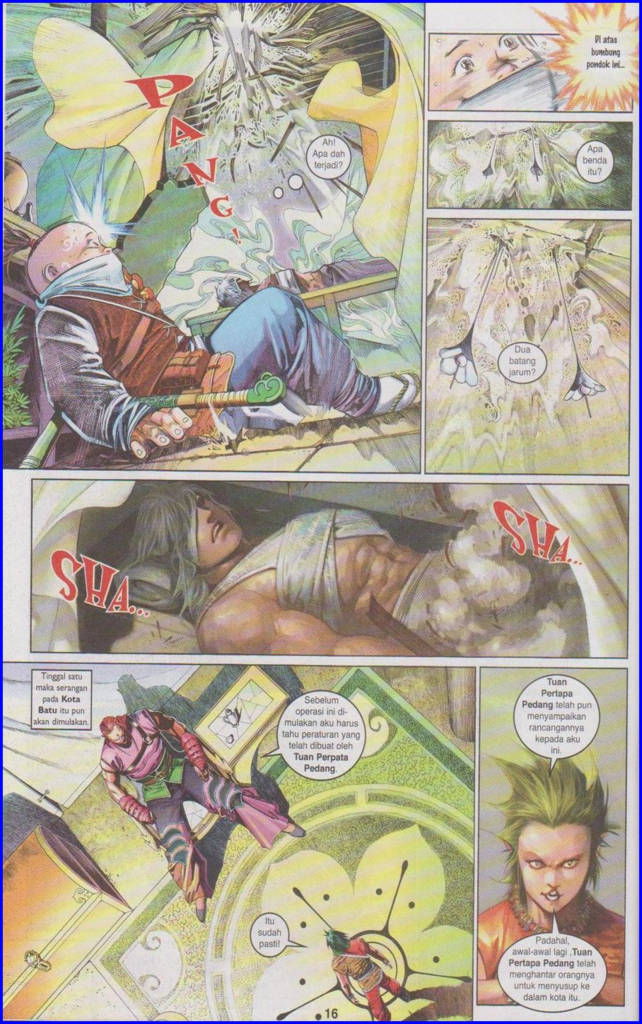 PANG!
Ah!
Apa dah
terjadi?
Di atas
bumbung
pondok ini...
Apa
benda
itu?
Dua
batang
jarum?
SHA...
SHA...
Tinggal satu
maka serangan
pada Kota
Batu itu pun
akan dimulakan.
Sebelum
operasi ini di-
mulakan aku harus
tahu peraturan yang
telah dibuat oleh
Tuan Perpata
Pedang.
Itu
sudah
pasti!
Tuan
Pertapa
Pedang telah pun
menyampaikan
rancangannya
kepada aku
ini.
Padahal,
awal-awal lagi ,Tuan
Pertapa Pedang telah
menghantar orangnya
untuk menyusup ke
dalam kota itu.
16